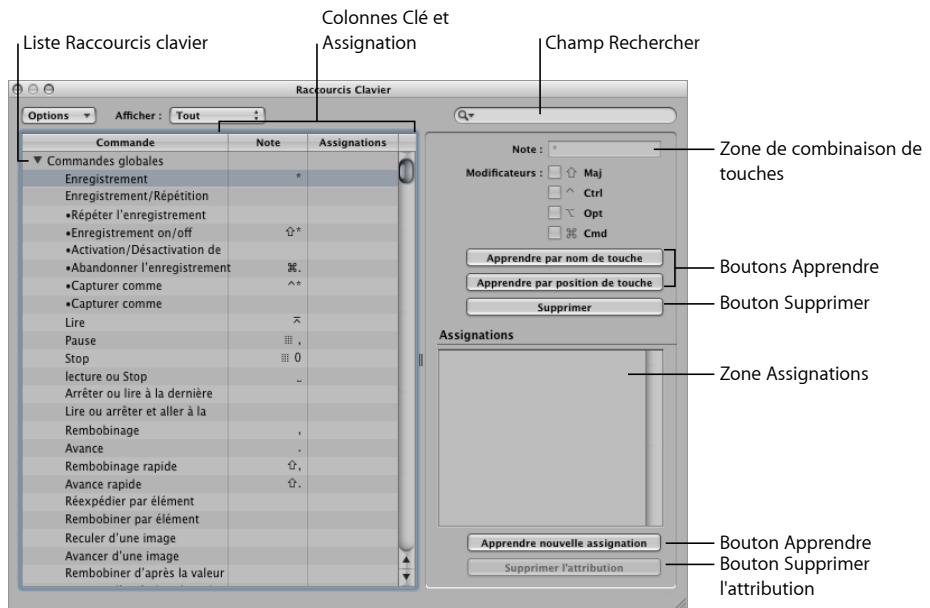 Colonnes Clé et
Liste Raccourcis clavier
Assignation
Champ Rechercher
Raccourcis Clavier
Options
Afficher : Tout
Commande Note Assignations
Commandes globales
Enregistrement *
Enregistrement/Répétition
•Répéter l'enregistrement
•Enregistrement on/off ⇧*
•Activation/Désactivation de
•Abandonner l'enregistrement ⌘.
•Capturer comme ^*
•Capturer comme
Lire ⌅
Pause ,
Stop 0
lecture ou Stop ⎵
Arrêter ou lire à la dernière
Lire ou arrêter et aller à la
Rembobinage ,
Avance .
Rembobinage rapide ⇧,
Avance rapide ⇧.
Réexpédier par élément
Rembobiner par élément
Reculer d'une image
Avancer d'une image
Rembobiner d'après la valeur
Note : *
Modificateurs : ⇧ Maj
^ Ctrl
⌥ Opt
⌘ Cmd
Apprendre par nom de touche
Apprendre par position de touche
Supprimer
Assignations
Apprendre nouvelle assignation
Supprimer l'attribution
Zone de combinaison de
touches
Boutons Apprendre
Bouton Supprimer
Zone Assignations
Bouton Apprendre
Bouton Supprimer
l'attribution